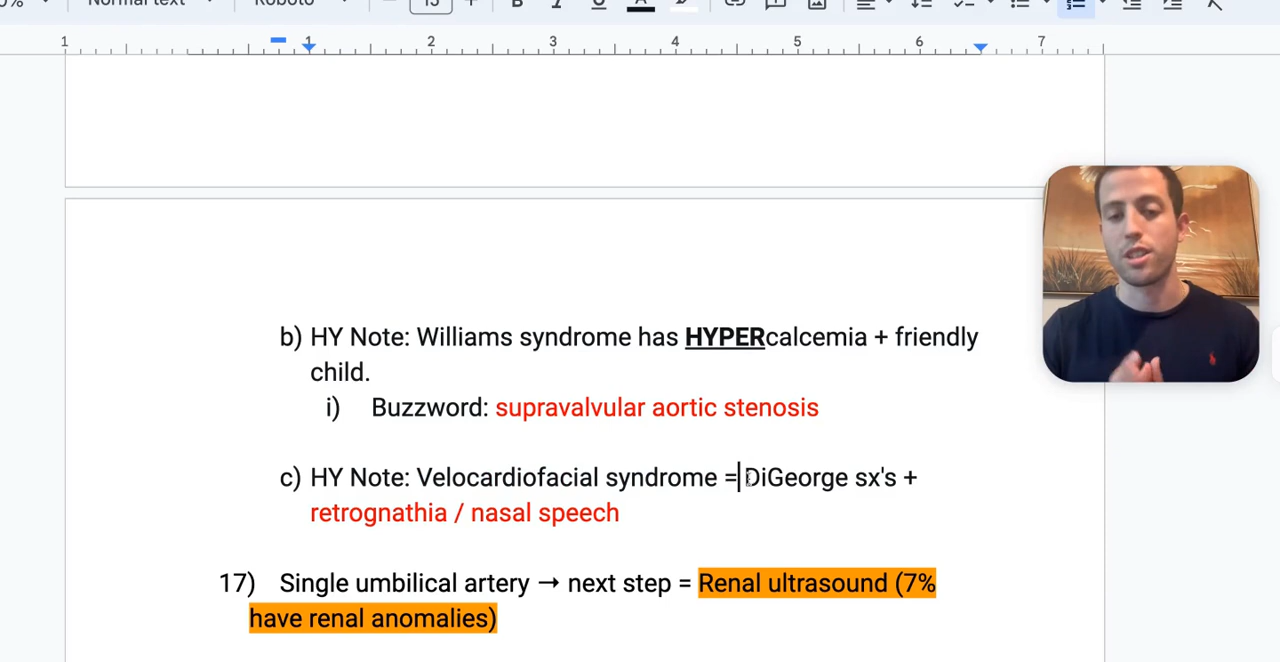 Normal text
Roboto
13
B I U A
1 1 2 3 4 5 6 7
b) HY Note: Williams syndrome has HYPERcalcemia + friendly
child.
i) Buzzword: supravalvular aortic stenosis
c) HY Note: Velocardiofacial syndrome = DiGeorge sx's +
retrognathia / nasal speech
17) Single umbilical artery → next step = Renal ultrasound (7%
have renal anomalies)